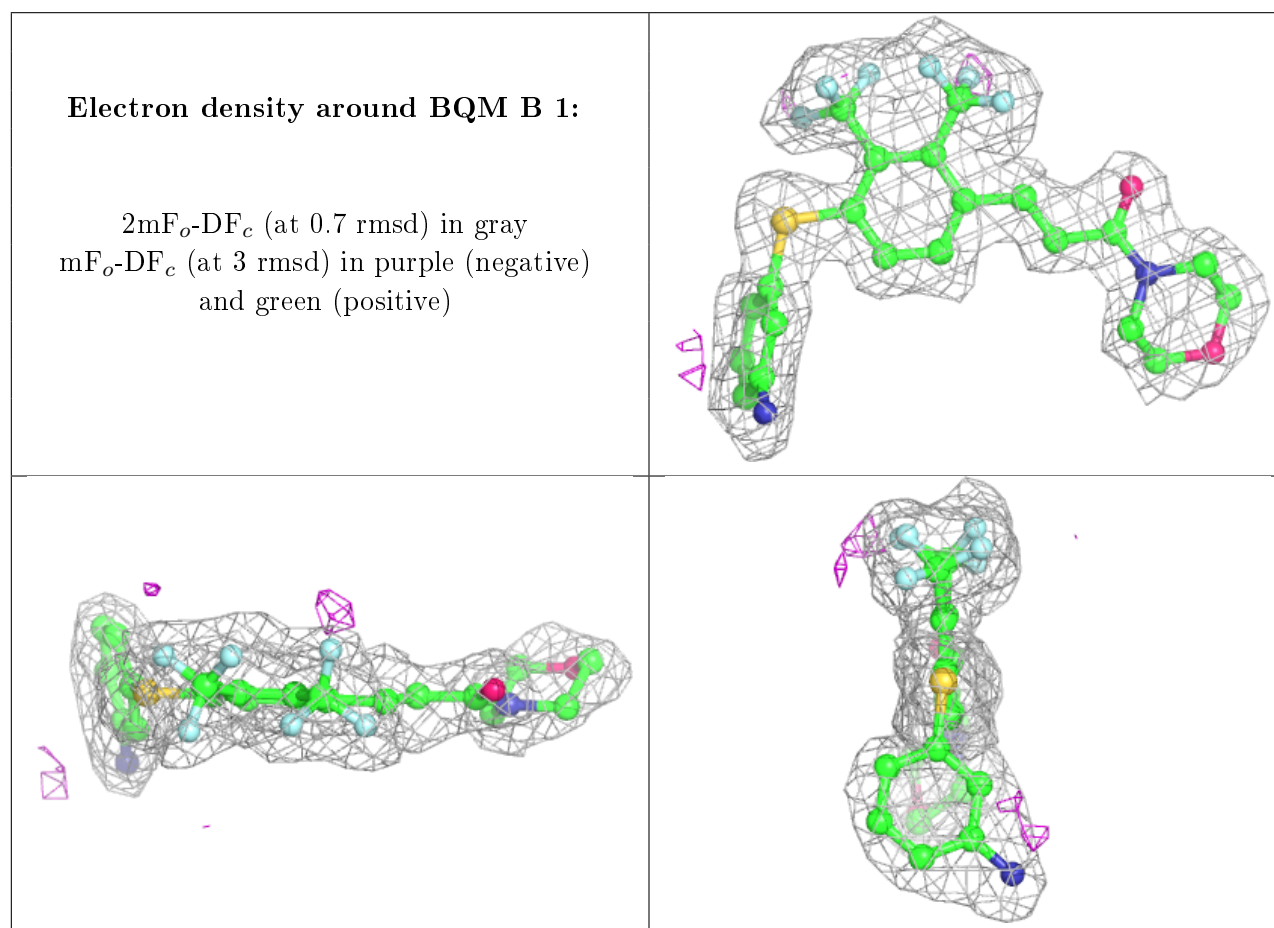 Electron density around BQM B 1:
2mFo-DFc (at 0.7 rmsd) in gray
mFo-DFc (at 3 rmsd) in purple (negative)
and green (positive)